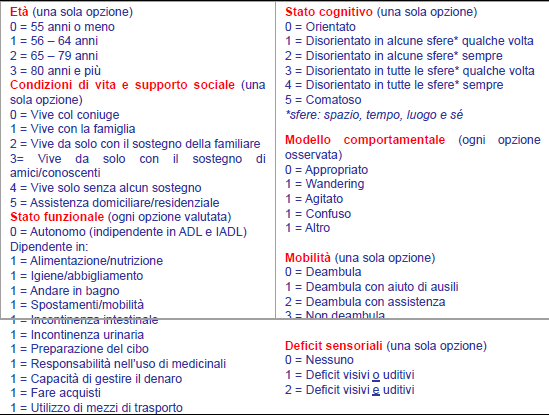 Età (una sola opzione)
0 = 55 anni o meno
1 = 56 – 64 anni
2 = 65 – 79 anni
3 = 80 anni e più
Condizioni di vita e supporto sociale (una
sola opzione)
0 = Vive col coniuge
1 = Vive con la famiglia
2 = Vive da solo con il sostegno della familiare
3= Vive da solo con il sostegno di
amici/conoscenti
4 = Vive solo senza alcun sostegno
5 = Assistenza domiciliare/residenziale
Stato funzionale (ogni opzione valutata)
0 = Autonomo (indipendente in ADL e IADL)
Dipendente in:
1 = Alimentazione/nutrizione
1 = Igiene/abbigliamento
1 = Andare in bagno
1 = Spostamenti/mobilità
1 = Incontinenza intestinale
1 = Incontinenza urinaria
1 = Preparazione del cibo
1 = Responsabilità nell'uso di medicinali
1 = Capacità di gestire il denaro
1 = Fare acquisti
1 = Utilizzo di mezzi di trasporto
Stato cognitivo (una sola opzione)
0 = Orientato
1 = Disorientato in alcune sfere* qualche volta
2 = Disorientato in alcune sfere* sempre
3 = Disorientato in tutte le sfere* qualche volta
4 = Disorientato in tutte le sfere* sempre
5 = Comatoso
*sfere: spazio, tempo, luogo e sé
Modello comportamentale (ogni opzione
osservata)
0 = Appropriato
1 = Wandering
1 = Agitato
1 = Confuso
1 = Altro
Mobilità (una sola opzione)
0 = Deambula
1 = Deambula con aiuto di ausili
2 = Deambula con assistenza
3 = Non deambula
Deficit sensoriali (una sola opzione)
0 = Nessuno
1 = Deficit visivi o uditivi
2 = Deficit visivi e uditivi